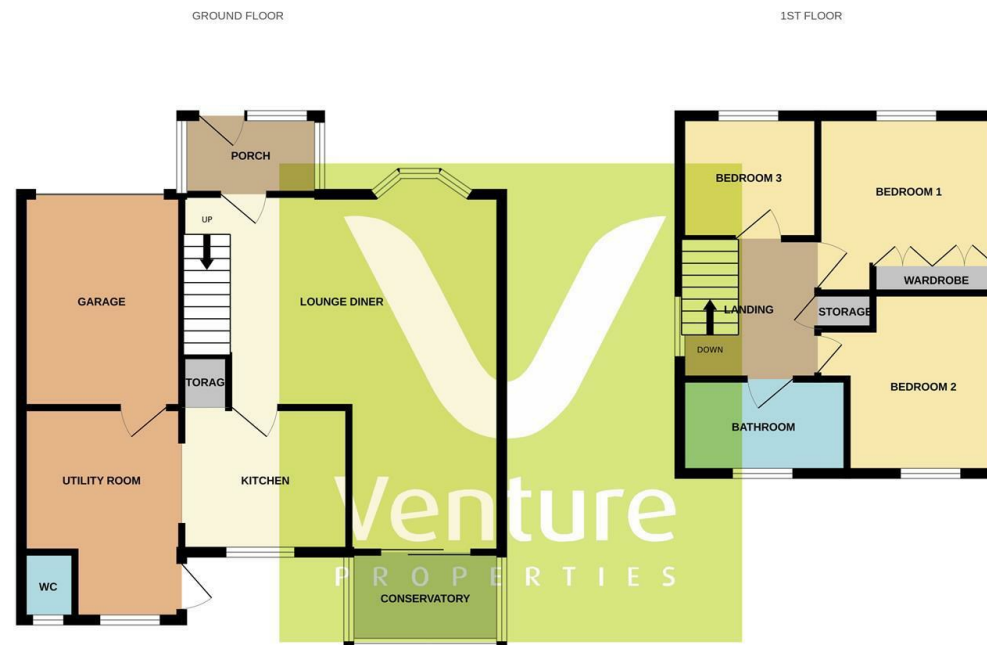 GROUND FLOOR
1ST FLOOR
PORCH
UP
GARAGE
LOUNGE DINER
TORAG
UTILITY ROOM
KITCHEN
WC
CONSERVATORY
BEDROOM 3
BEDROOM 1
WARDROBE
LANDING
STORAGE
DOWN
BEDROOM 2
BATHROOM
Venture
PROPERTIES